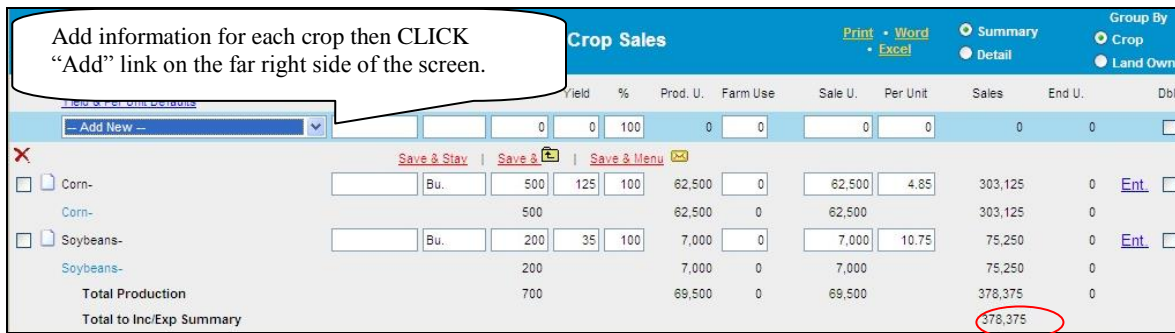 Add information for each crop then CLICK
“Add” link on the far right side of the screen.
Crop Sales
Print • Word
• Excel
Summary
Detail
Group By
Crop
Land Own
Yield & Per Unit Defaults
Yield % Prod. U. Farm Use Sale U. Per Unit Sales End U. Dbl
-- Add New -- 0 0 100 0 0 0 0 0 0
Save & Stay | Save & | Save & Menu
Corn- Bu. 500 125 100 62,500 0 62,500 4.85 303,125 0 Ent.
Corn- 500 62,500 0 62,500 303,125 0
Soybeans- Bu. 200 35 100 7,000 0 7,000 10.75 75,250 0 Ent.
Soybeans- 200 7,000 0 7,000 75,250 0
Total Production 700 69,500 0 69,500 378,375 0
Total to Inc/Exp Summary 378,375